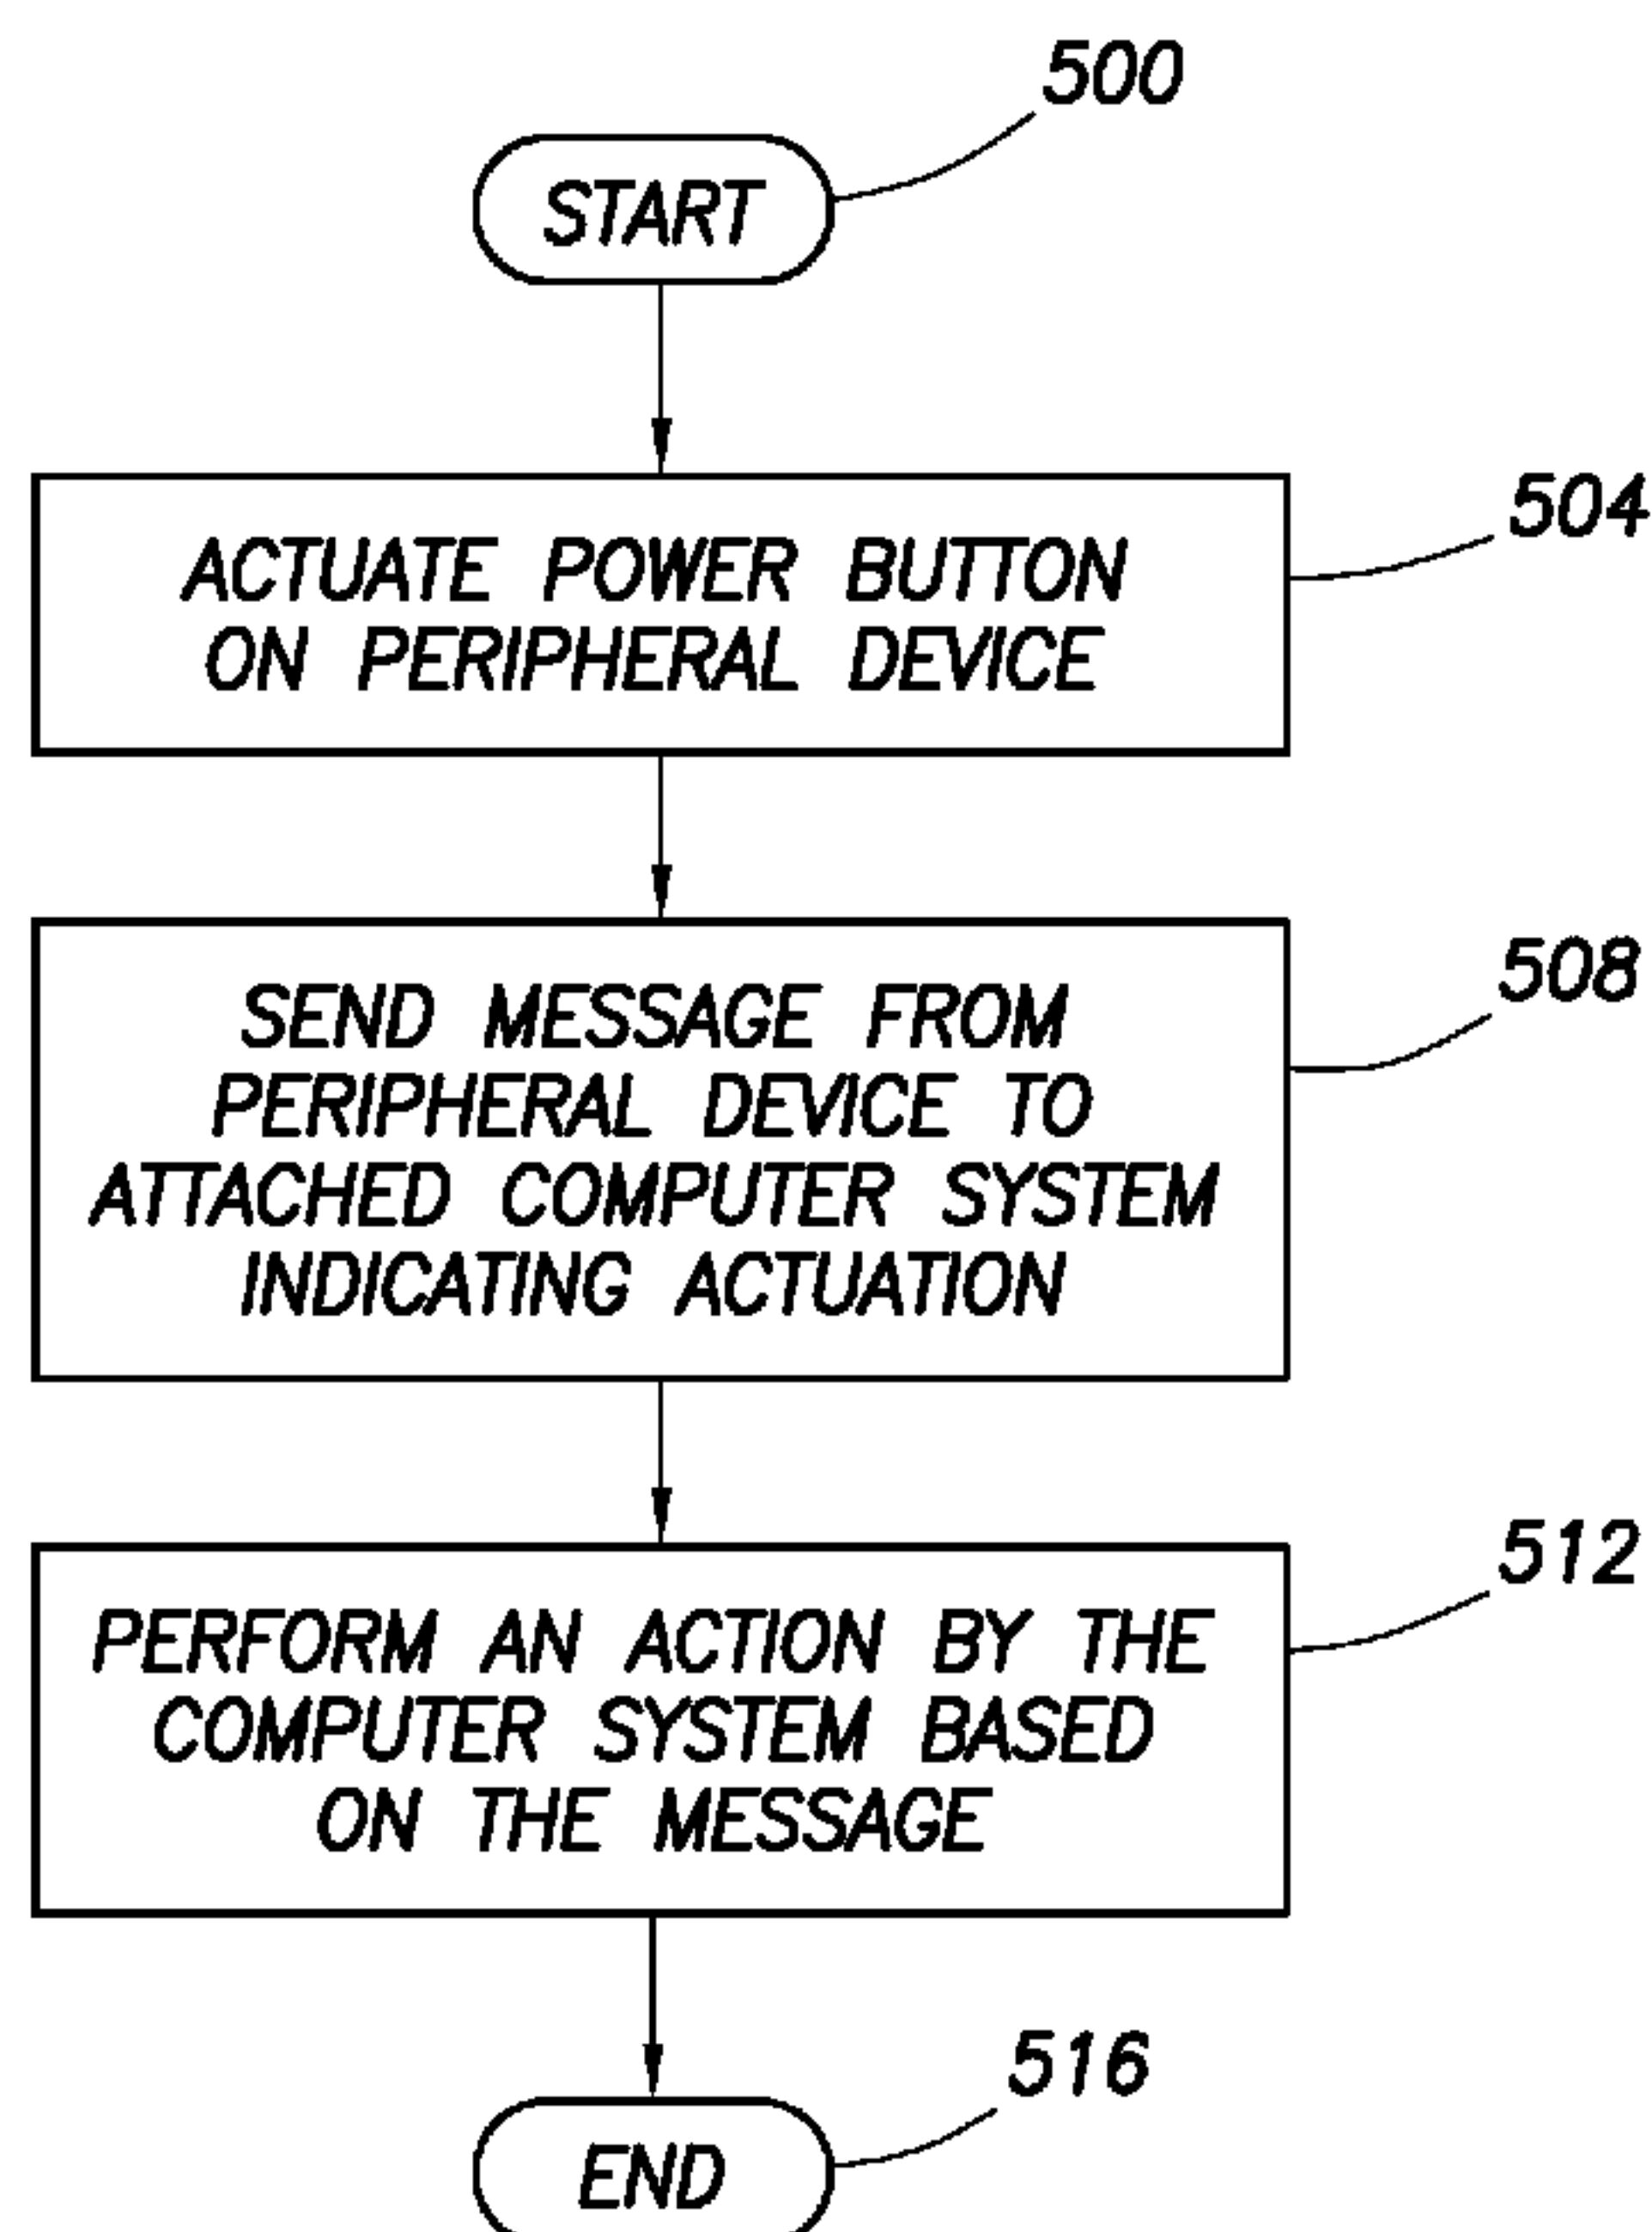 500
START
504
ACTUATE POWER BUTTON
ON PERIPHERAL DEVICE
508
SEND MESSAGE FROM
PERIPHERAL DEVICE TO
ATTACHED COMPUTER SYSTEM
INDICATING ACTUATION
512
PERFORM AN ACTION BY THE
COMPUTER SYSTEM BASED
ON THE MESSAGE
516
END